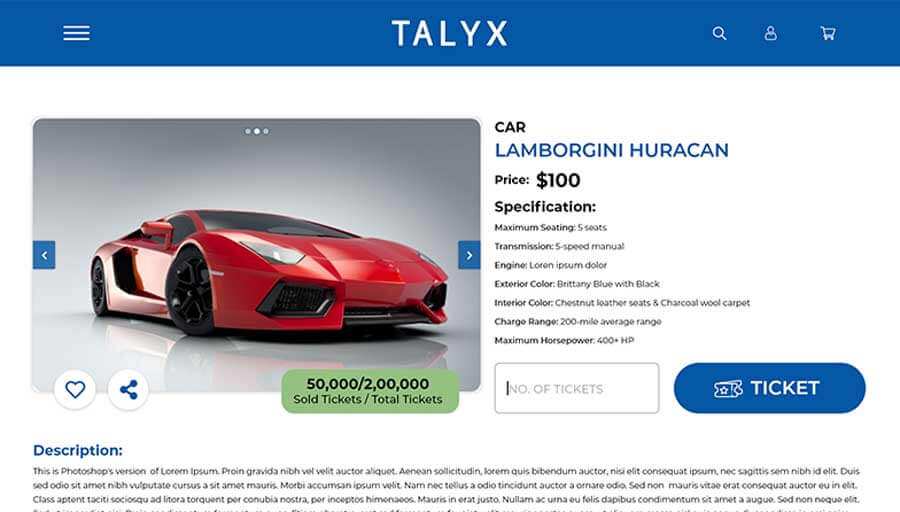 TALYX
CAR
LAMBORGINI HURACAN
Price: $100
Specification:
Maximum Seating: 5 seats
Transmission: 5-speed manual
Engine: Lorem ipsum dolor
Exterior Color: Brittany Blue with Black
Interior Color: Chestnut leather seats & Charcoal wool carpet
Charge Range: 200-mile average range
Maximum Horsepower: 400+ HP
50,000/2,00,000
Sold Tickets / Total Tickets
NO. OF TICKETS
TICKET
Description:
This is Photoshop's version of Lorem Ipsum. Proin gravida nibh vel velit auctor aliquet. Aenean sollicitudin, lorem quis bibendum auctor, nisi elit consequat ipsum, nec sagittis sem nibh id elit. Duis
sed odio sit amet nibh vulputate cursus a sit amet mauris. Morbi accumsan ipsum velit. Nam nec tellus a odio tincidunt auctor a ornare odio. Sed non mauris vitae erat consequat auctor eu in elit.
Class aptent taciti sociosqu ad litora torquent per conubia nostra, per inceptos himenaeos. Mauris in erat justo. Nullam ac urna eu felis dapibus condimentum sit amet a augue. Sed non neque elit.